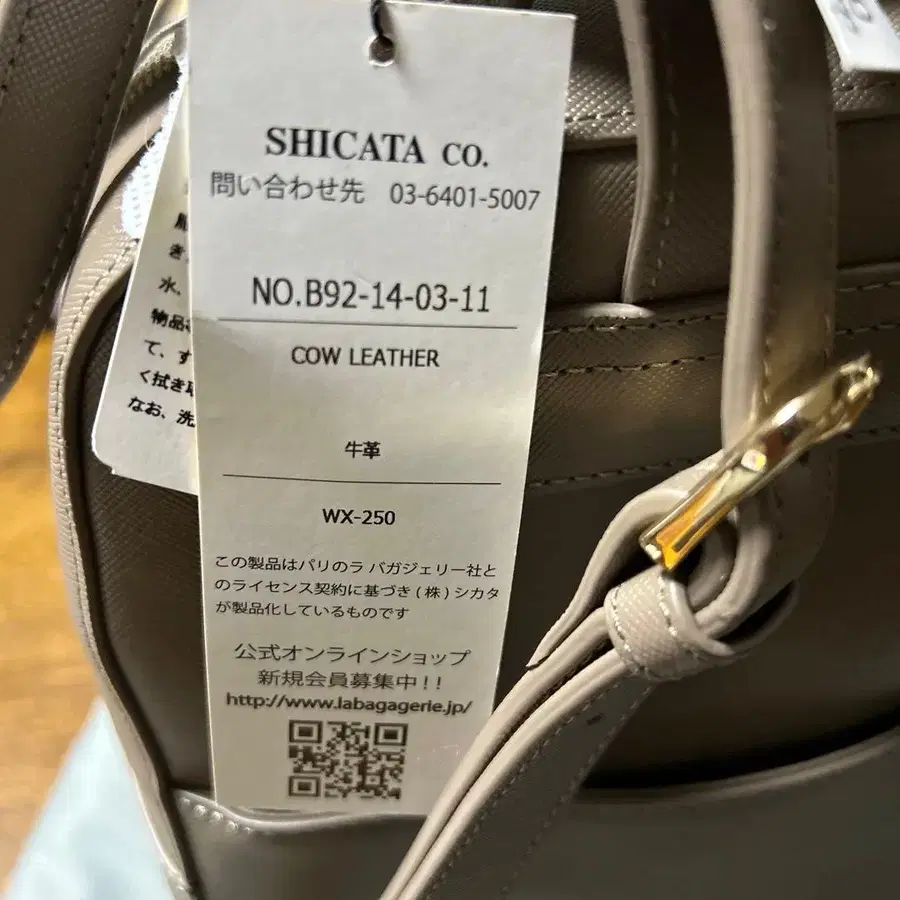 SHICATA CO.
問い合わせ先 03-6401-5007
NO.B92-14-03-11
COW LEATHER
牛革
WX-250
この製品はパリのラ バガジェリー社と
のライセンス契約に基づき(株)シカタ
が製品化しているものです
公式オンラインショップ
新規会員募集中!!
http://www.labagagerie.jp/
き
水、
物品
て、す
く拭き取
なお、洗